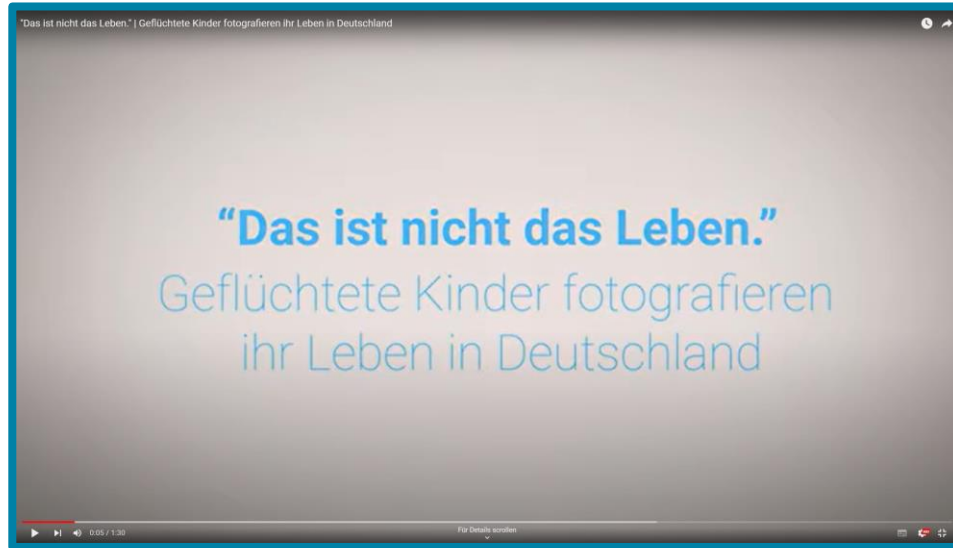 "Das ist nicht das Leben." | Geflüchtete Kinder fotografieren ihr Leben in Deutschland
“Das ist nicht das Leben.”
Geflüchtete Kinder fotografieren
ihr Leben in Deutschland
Für Details scrollen
0:05 / 1:30